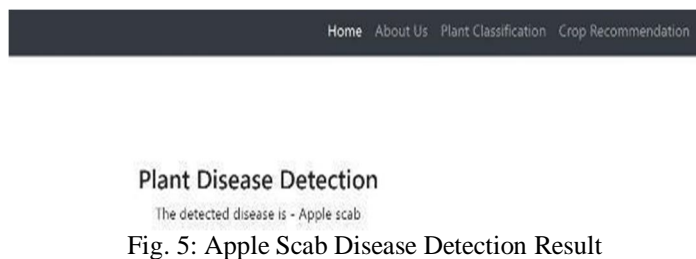 Home About Us Plant Classification Crop Recommendation
Plant Disease Detection
The detected disease is - Apple scab
Fig. 5: Apple Scab Disease Detection Result